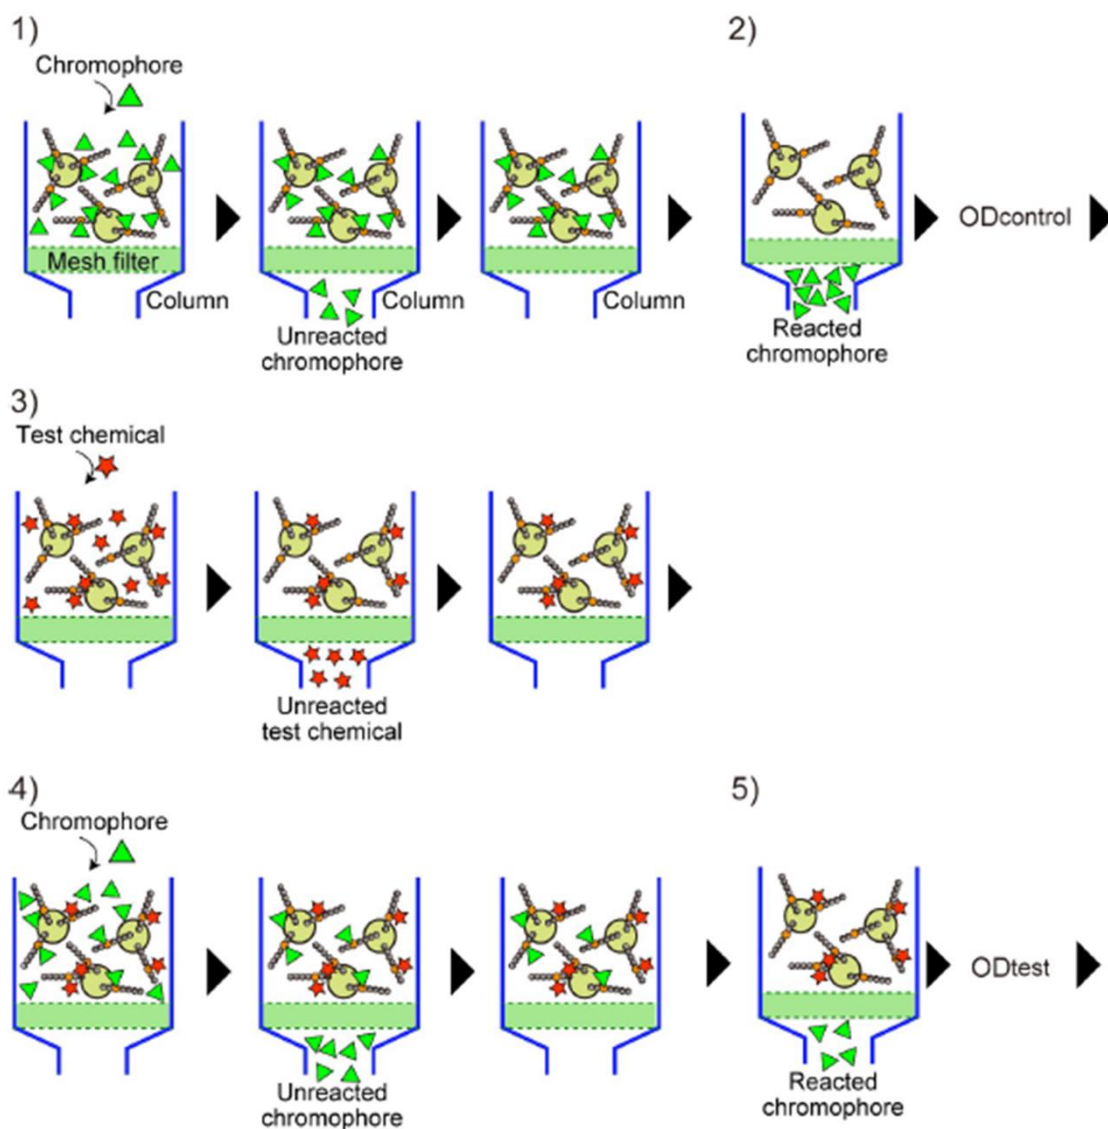 1)
2)
Chromophore
Mesh filter
Column
Column
Column
Unreacted
chromophore
Reacted
chromophore
ODcontrol
3)
Test chemical
Unreacted
test chemical
4)
5)
Chromophore
Unreacted
chromophore
Reacted
chromophore
ODtest